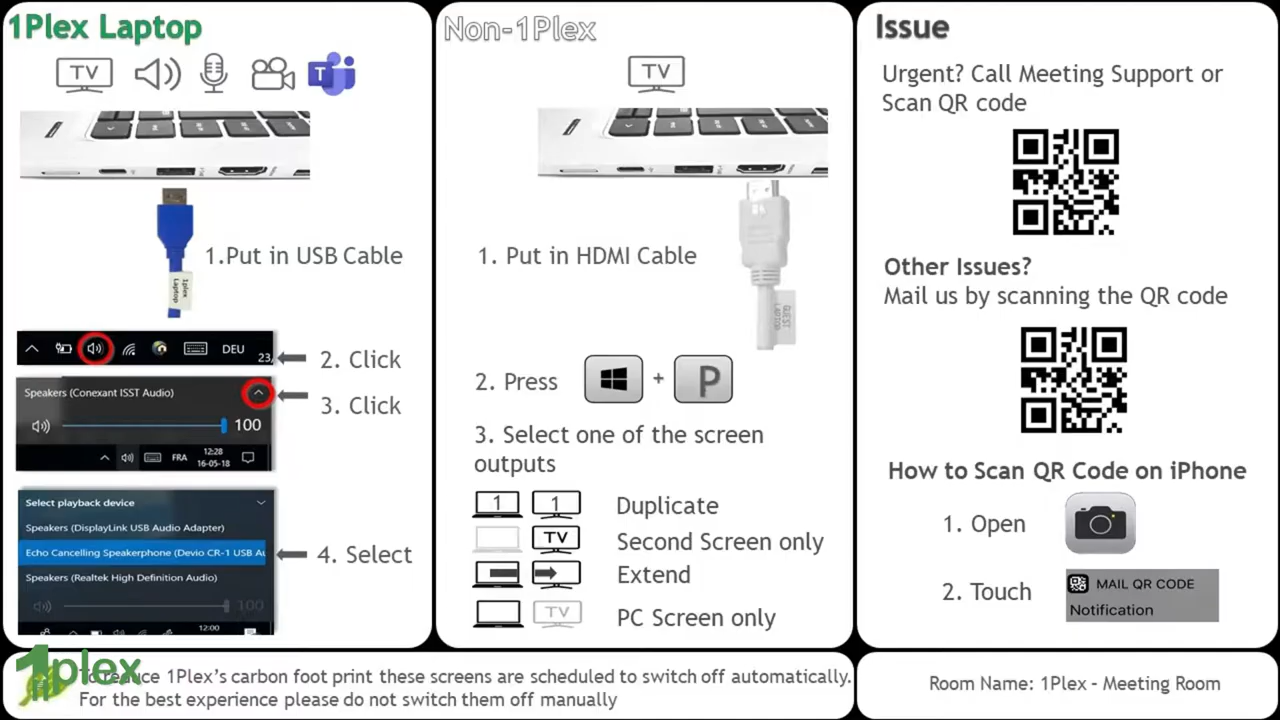 1Plex Laptop
TV
T
1.Put in USB Cable
1plex
Laptop
DEU
23,
2. Click
Speakers (Conexant ISST Audio)
100
3. Click
FRA
12:28
16-05-18
Select playback device
Speakers (DisplayLink USB Audio Adapter)
Echo Cancelling Speakerphone (Devio CR-1 USB Au
4. Select
Speakers (Realtek High Definition Audio)
100
12:00
Non-1Plex
TV
1. Put in HDMI Cable
GUEST
LAPTOP
2. Press
+
P
3. Select one of the screen
outputs
1 1 Duplicate
TV Second Screen only
Extend
TV PC Screen only
Issue
Urgent? Call Meeting Support or
Scan QR code
Other Issues?
Mail us by scanning the QR code
How to Scan QR Code on iPhone
1. Open
2. Touch
MAIL QR CODE
Notification
1plex
To reduce 1Plex’s carbon foot print these screens are scheduled to switch off automatically.
For the best experience please do not switch them off manually
Room Name: 1Plex - Meeting Room